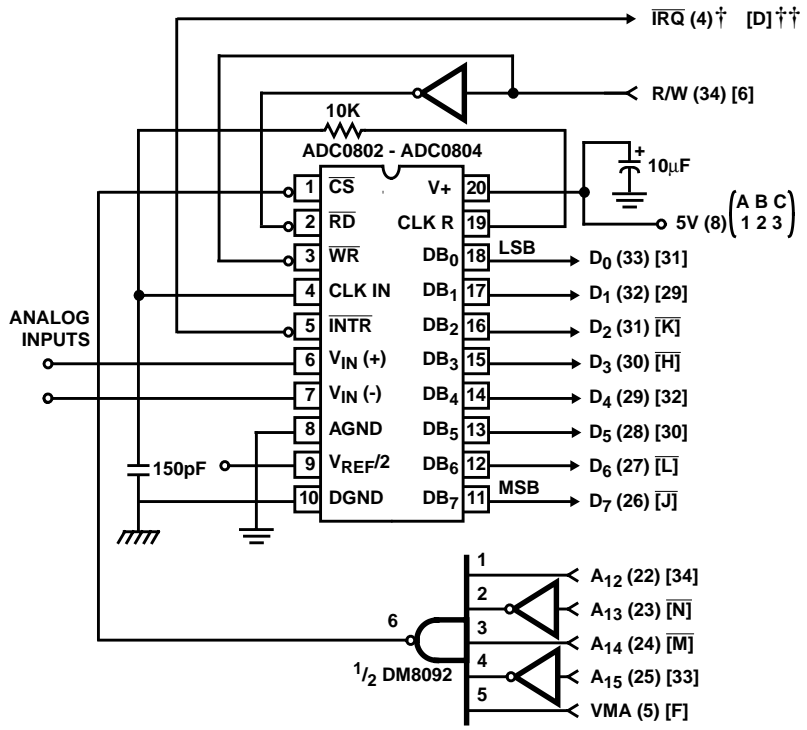 IRQ (4)† [D]††
R/W (34) [6]
10K
ADC0802 - ADC0804
+
10μF
1 CS V+ 20
5V (8) (A B C
1 2 3)
2 RD CLK R 19
3 WR DB0 18 LSB D0 (33) [31]
4 CLK IN DB1 17 D1 (32) [29]
ANALOG
INPUTS
5 INTR DB2 16 D2 (31) [K]
6 VIN (+) DB3 15 D3 (30) [H]
7 VIN (-) DB4 14 D4 (29) [32]
8 AGND DB5 13 D5 (28) [30]
150pF
9 VREF/2 DB6 12 D6 (27) [L]
10 DGND DB7 11 MSB D7 (26) [J]
1 A12 (22) [34]
2 A13 (23) [N]
6
3 A14 (24) [M]
1/2 DM8092
4 A15 (25) [33]
5 VMA (5) [F]